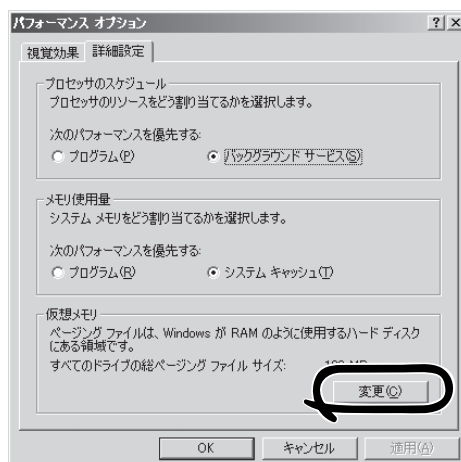 パフォーマンス オプション
視覚効果 詳細設定
プロセッサのスケジュール
プロセッサのリソースをどう割り当てるかを選択します。
次のパフォーマンスを優先する:
プログラム(P) バックグラウンド サービス(S)
メモリ使用量
システム メモリをどう割り当てるかを選択します。
次のパフォーマンスを優先する:
プログラム(R) システム キャッシュ(T)
仮想メモリ
ページング ファイルは、Windows が RAM のように使用するハード ディスク
にある領域です。
すべてのドライブの総ページング ファイル サイズ: MB
変更(C)
OK キャンセル 適用(A)